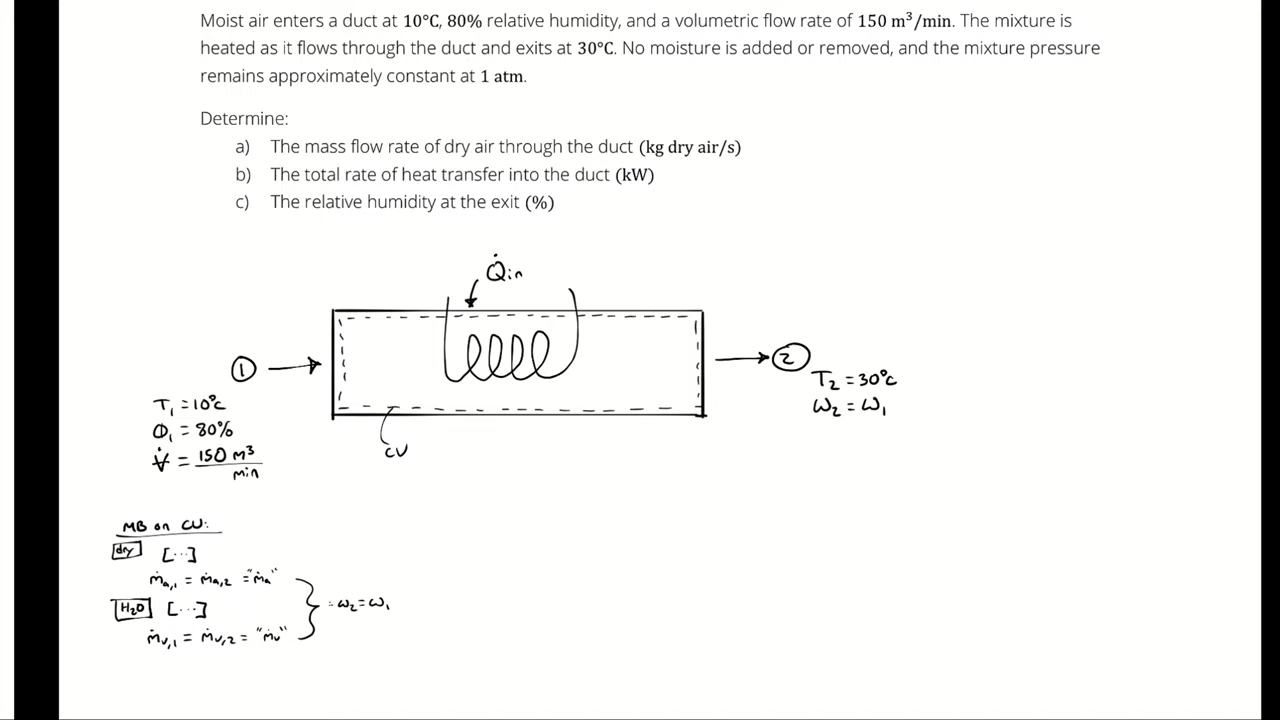 Moist air enters a duct at 10°C, 80% relative humidity, and a volumetric flow rate of 150 m³/min. The mixture is
heated as it flows through the duct and exits at 30°C. No moisture is added or removed, and the mixture pressure
remains approximately constant at 1 atm.
Determine:
a) The mass flow rate of dry air through the duct (kg dry air/s)
b) The total rate of heat transfer into the duct (kW)
c) The relative humidity at the exit (%)
Q̇in
1
2
T₁ = 10°C
Φ₁ = 80%
V̇ = 150 m³/min
T₂ = 30°C
ω₂ = ω₁
CV
MB on CV:
dry [...]
ṁa,1 = ṁa,2 = "ṁa"
H₂O [...]
ṁv,1 = ṁv,2 = "ṁv"
∴ ω₂ = ω₁